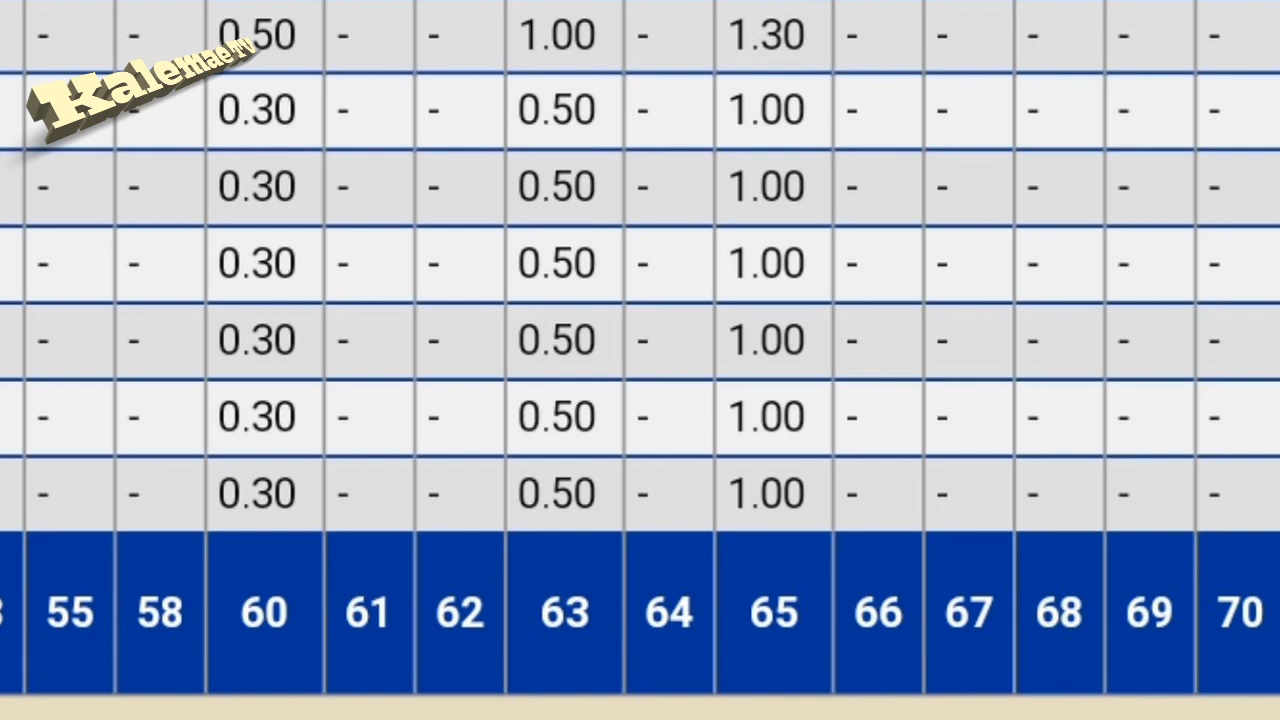 KalemaeTV
- - 0.50 - - 1.00 - 1.30 - - - - -
- 0.30 - - 0.50 - 1.00 - - - - -
- - 0.30 - - 0.50 - 1.00 - - - - -
- - 0.30 - - 0.50 - 1.00 - - - - -
- - 0.30 - - 0.50 - 1.00 - - - - -
- - 0.30 - - 0.50 - 1.00 - - - - -
- - 0.30 - - 0.50 - 1.00 - - - - -
55 58 60 61 62 63 64 65 66 67 68 69 70